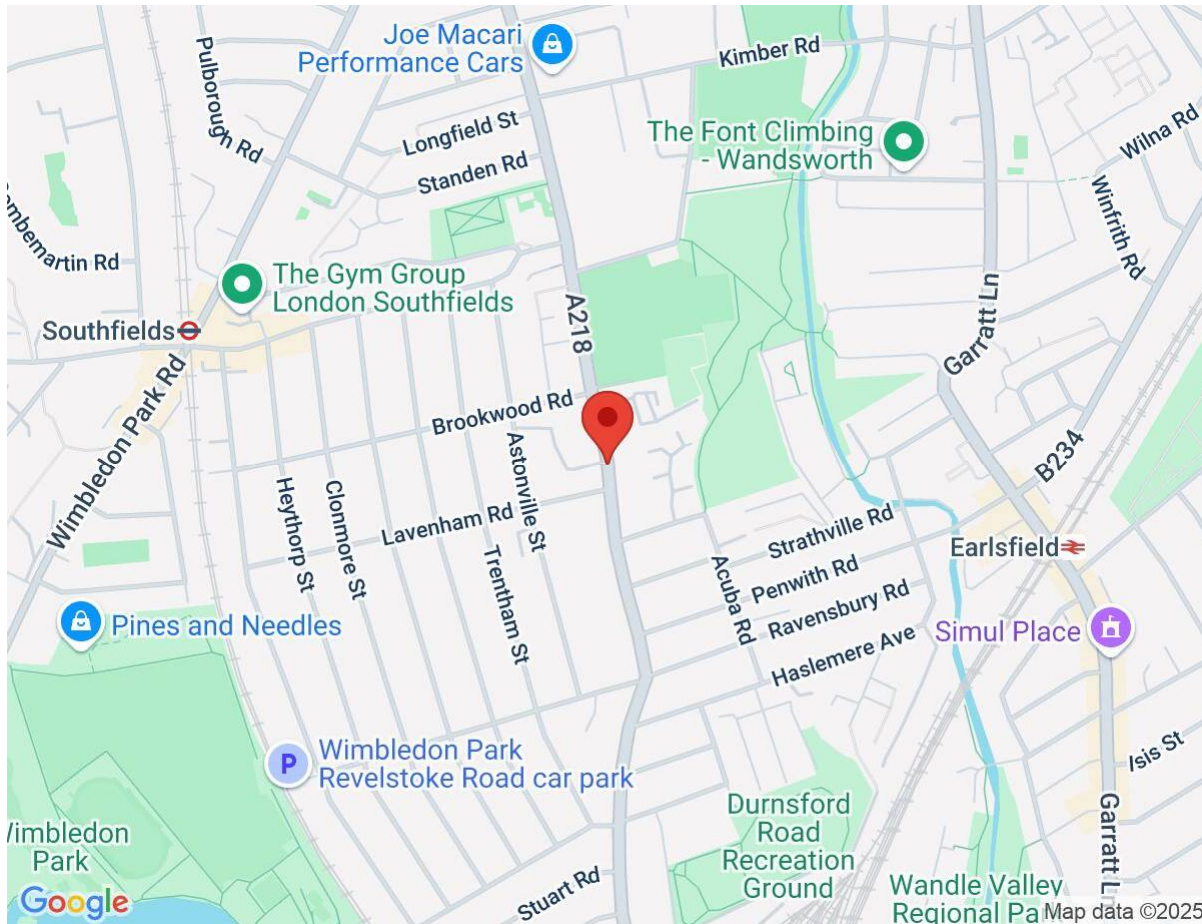 Joe Macari
Performance Cars
Kimber Rd
Pulborough Rd
Longfield St
The Font Climbing
- Wandsworth
Wilna Rd
Standen Rd
Winfrith Rd
The Gym Group
London Southfields
A218
Garratt Ln
Southfields
Wimbledon Park Rd
Brookwood Rd
Astonville St
B234
Heythorp St
Clonmore St
Lavenham Rd
Trentham St
Strathville Rd
Earlsfield
Acuba Rd
Penwith Rd
Ravensbury Rd
Pines and Needles
Simul Place
Haslemere Ave
P
Wimbledon Park
Revelstoke Road car park
Isis St
Durnsford
Road
Recreation
Ground
Garratt Ln
Wimbledon
Park
Stuart Rd
Wandle Valley
Regional Pa
Google
Map data ©2025